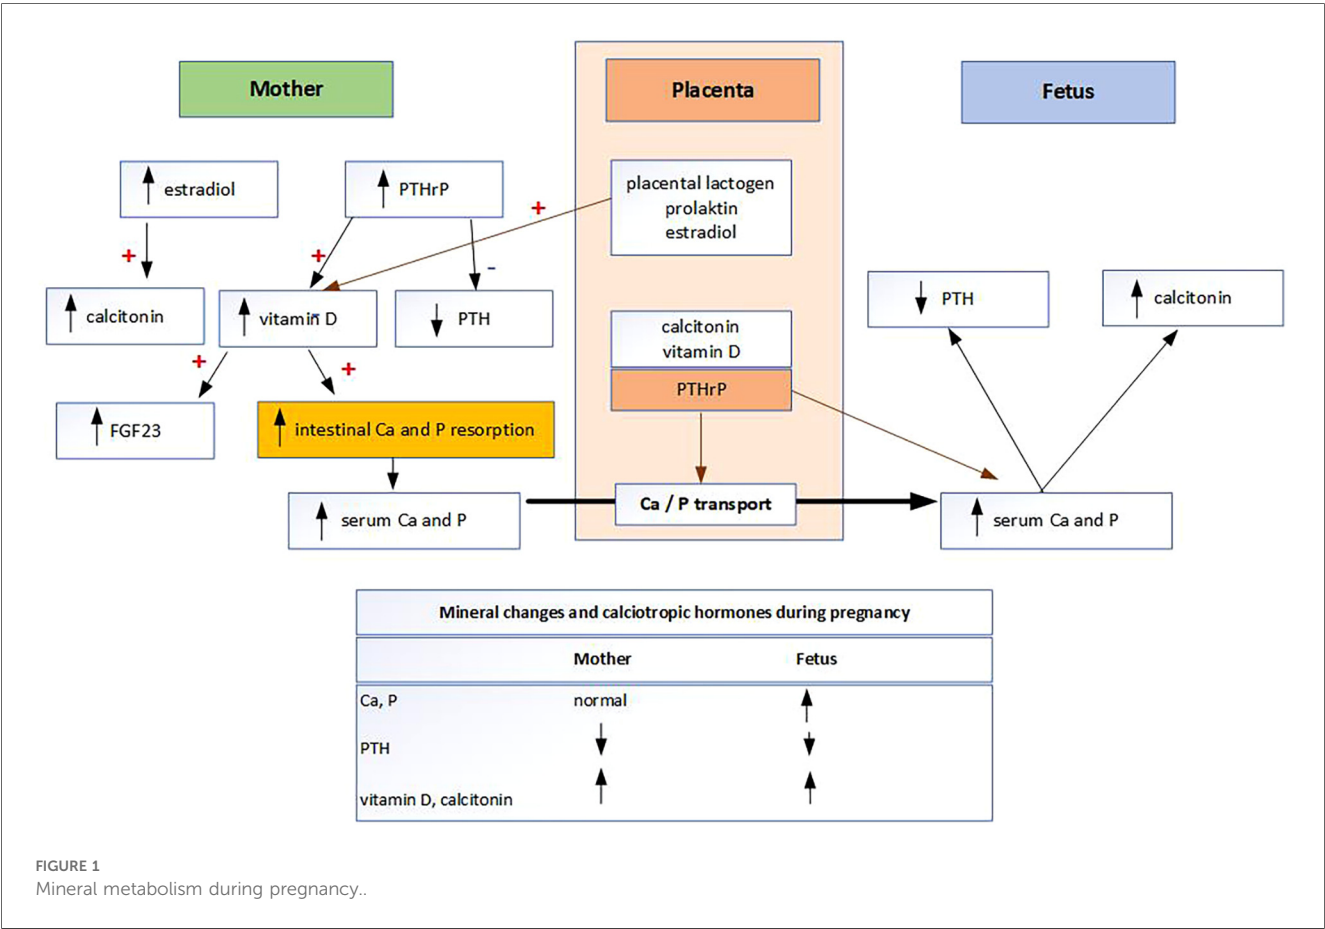 Mother
Placenta
Fetus
estradiol
PTHrP
+
+
+
-
calcitonin
vitamin D
PTH
+
+
FGF23
intestinal Ca and P resorption
serum Ca and P
placental lactogen
prolaktin
estradiol
calcitonin
vitamin D
PTHrP
Ca / P transport
PTH
calcitonin
serum Ca and P
Mineral changes and calciotropic hormones during pregnancy
Mother Fetus
Ca, P normal
PTH
vitamin D, calcitonin
FIGURE 1
Mineral metabolism during pregnancy..